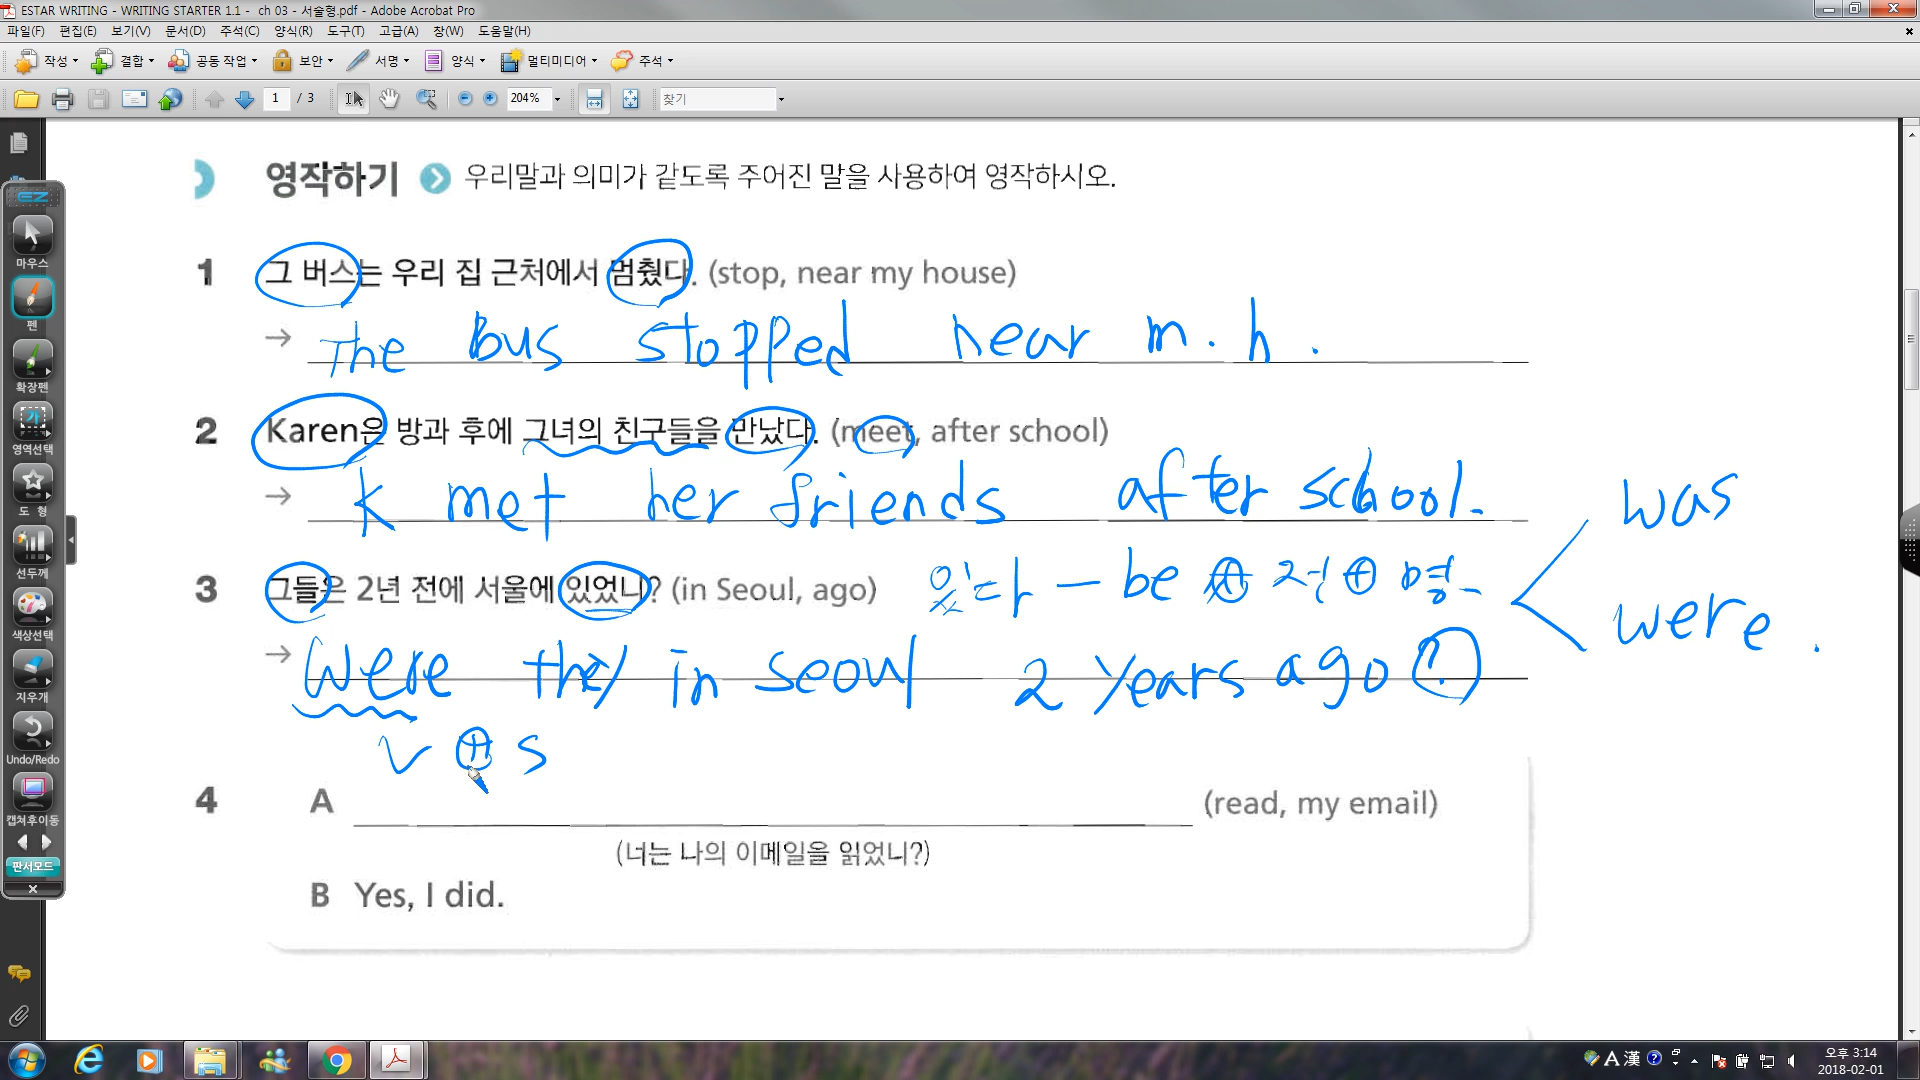 ESTAR WRITING - WRITING STARTER 1.1 - ch 03 - 서술형.pdf - Adobe Acrobat Pro
파일(F) 편집(E) 보기(V) 문서(D) 주석(C) 양식(R) 도구(T) 고급(A) 창(W) 도움말(H)
작성 결합 공동 작업 보안 서명 양식 멀티미디어 주석
1 / 3 204% 찾기
영작하기 우리말과 의미가 같도록 주어진 말을 사용하여 영작하시오.
1 그 버스는 우리 집 근처에서 멈췄다. (stop, near my house)
→ The bus stopped near m. h.
2 Karen은 방과 후에 그녀의 친구들을 만났다. (meet, after school)
→ K met her friends after school.
was
3 그들은 2년 전에 서울에 있었니? (in Seoul, ago) 있다 - be + 전 + 명.
were.
→ Were they in seoul 2 years ago?
V + S
4 A (read, my email)
(너는 나의 이메일을 읽었니?)
B Yes, I did.
EZ
마우스
펜
확장펜
가
영역선택
도 형
선두께
색상선택
지우개
Undo/Redo
캡쳐후이동
판서모드
A 漢
오후 3:14
2018-02-01